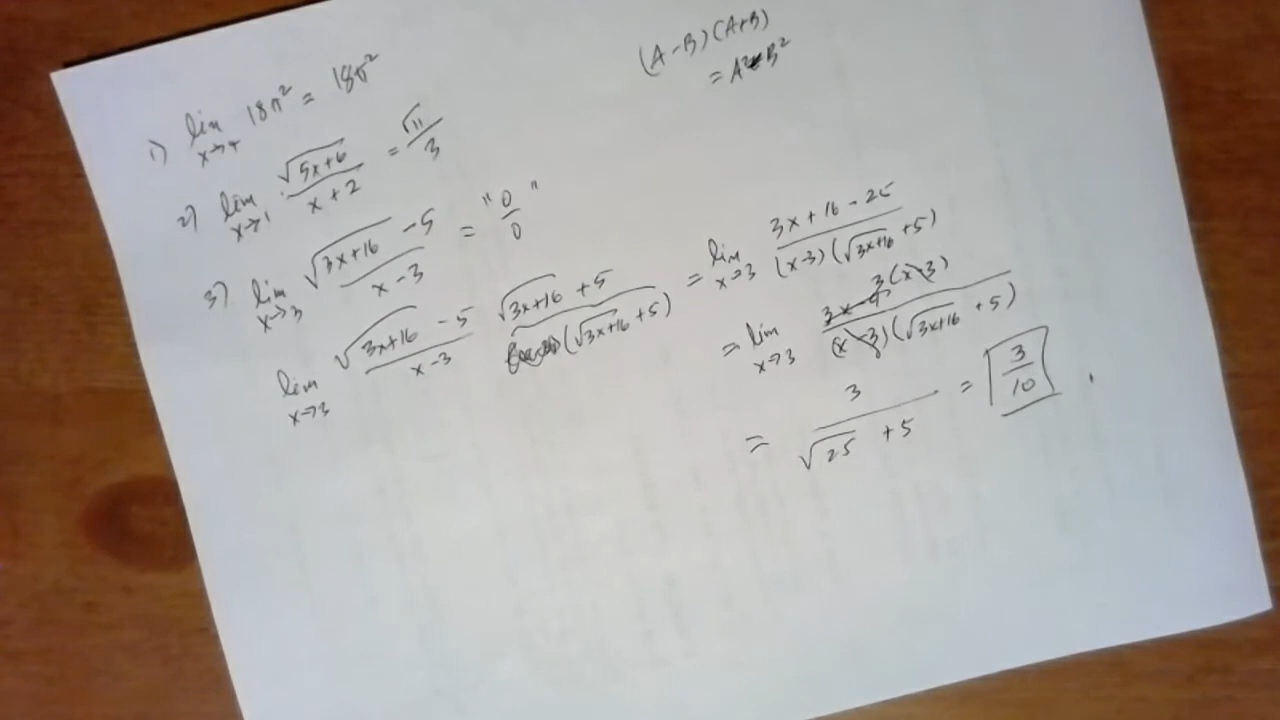 (A-B)(A+B)
= A² - B²
1) lim x→4 18π² = 18π²
2) lim x→1 √(5x+6) / (x+2) = √11 / 3
3) lim x→3 (√(3x+16) - 5) / (x-3) = " 0/0 "
lim x→3 (√(3x+16) - 5) / (x-3) (√(3x+16) + 5) / (√(3x+16) + 5) = lim x→3 (3x+16-25) / ((x-3)(√(3x+16) + 5))
= lim x→3 3(x-3) / ((x-3)(√(3x+16) + 5))
= 3 / (√25 + 5) = 3/10